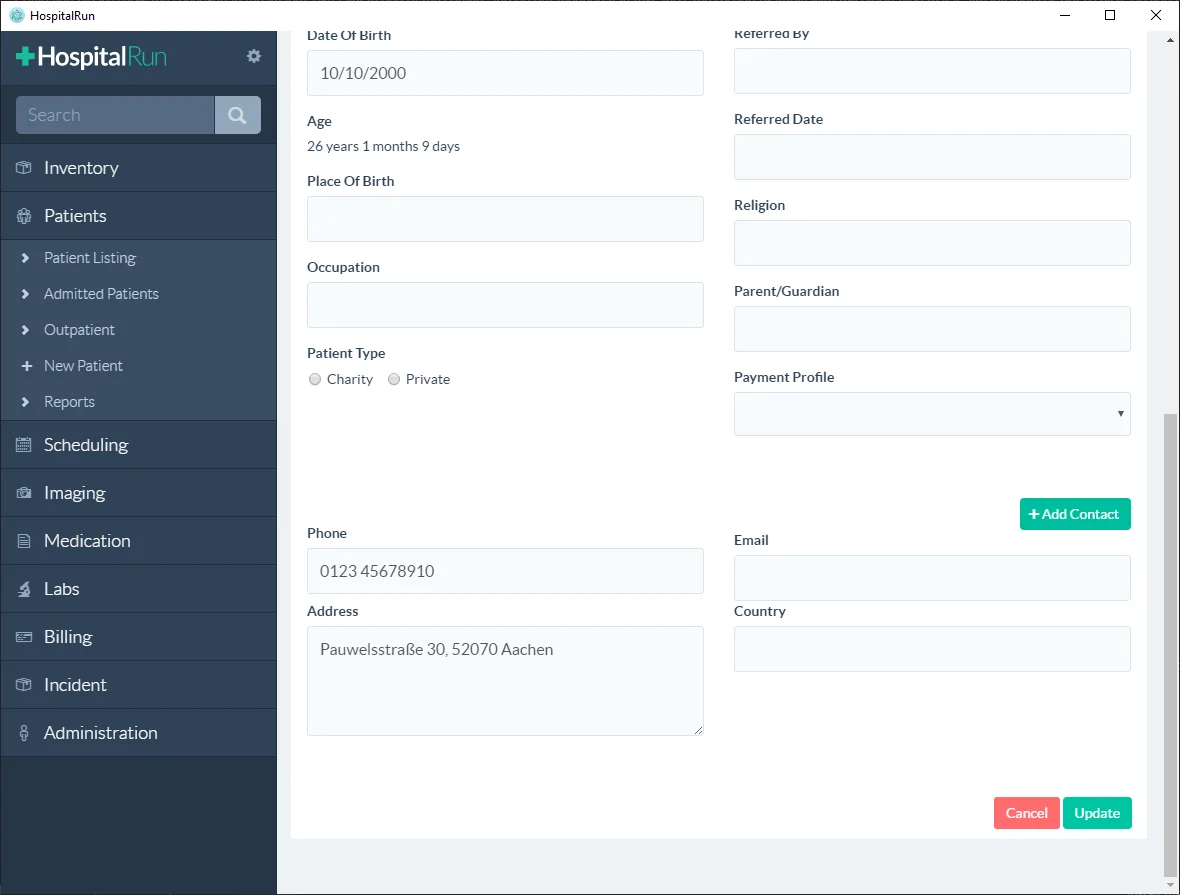 HospitalRun
HospitalRun
Search
Inventory
Patients
Patient Listing
Admitted Patients
Outpatient
New Patient
Reports
Scheduling
Imaging
Medication
Labs
Billing
Incident
Administration
Date Of Birth
10/10/2000
Age
26 years 1 months 9 days
Place Of Birth
Occupation
Patient Type
Charity Private
Referred By
Referred Date
Religion
Parent/Guardian
Payment Profile
+ Add Contact
Phone
0123 45678910
Address
Pauwelsstraße 30, 52070 Aachen
Email
Country
Cancel Update